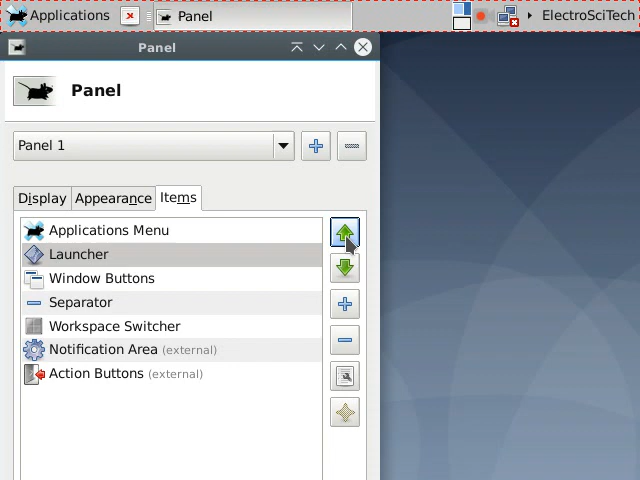 Applications
Panel
ElectroSciTech
Panel
Panel
Panel 1
Display
Appearance
Items
Applications Menu
Launcher
Window Buttons
Separator
Workspace Switcher
Notification Area (external)
Action Buttons (external)